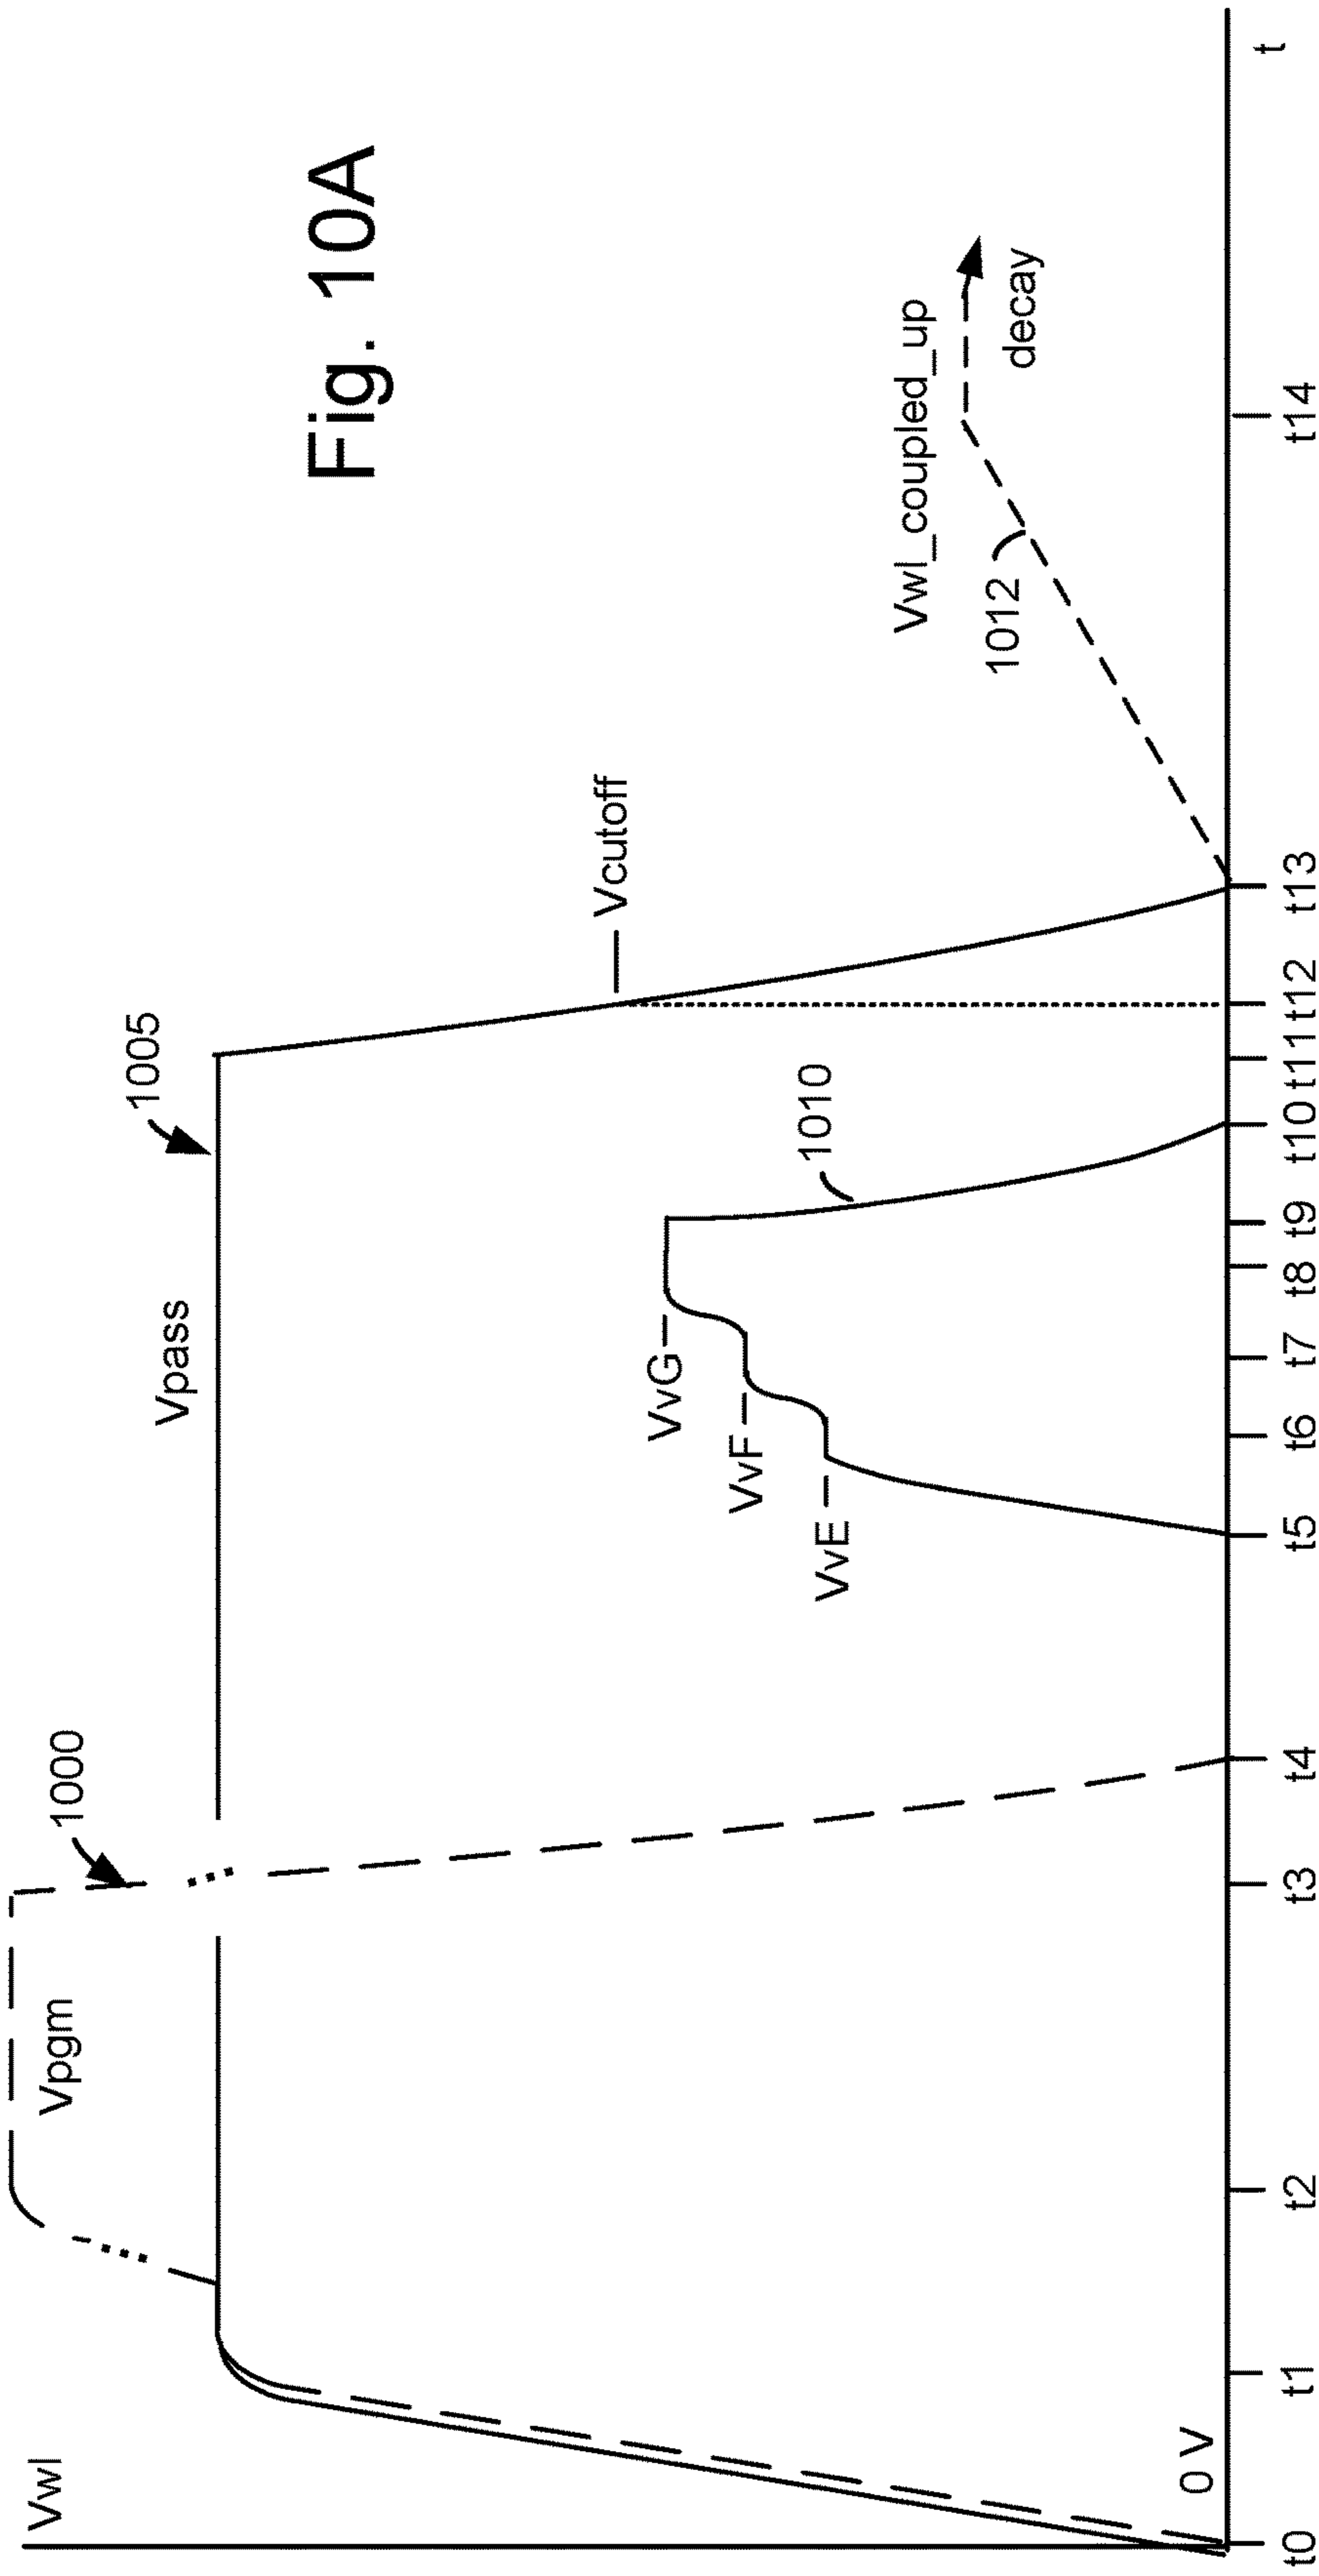 Fig. 10A
Vwl
Vpgm
1000
Vpass
1005
Vcutoff
VvG
VvF
VvE
1010
Vwl_coupled_up
1012
decay
0 V
t0 t1 t2 t3 t4 t5 t6 t7 t8 t9 t10 t11 t12 t13 t14 t